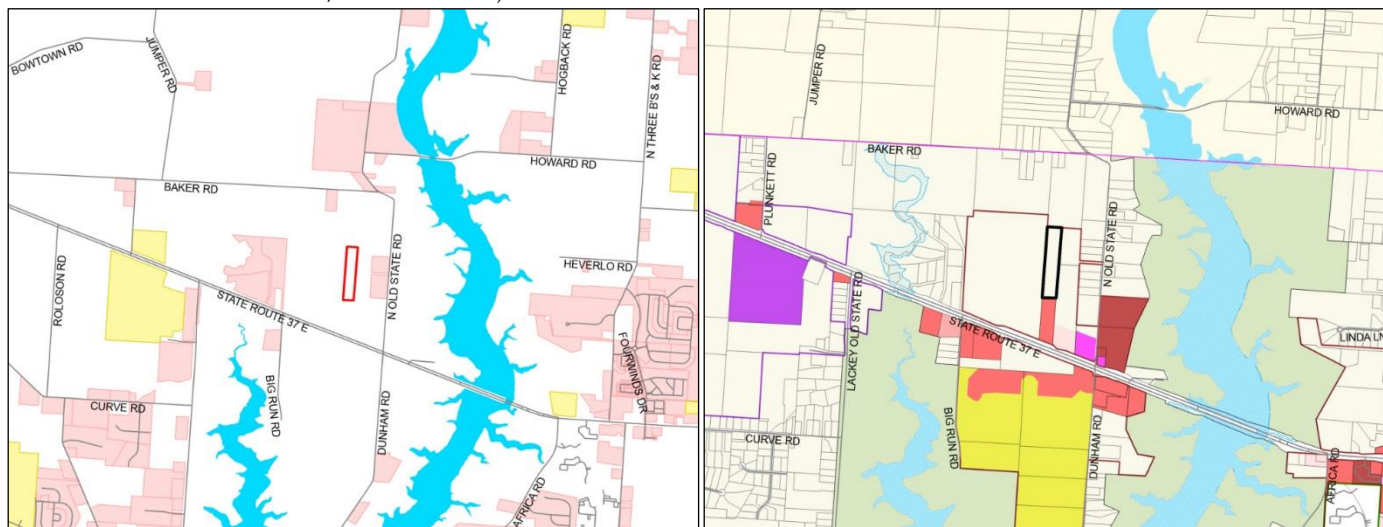 BOWTOWN RD
JUMPER RD
HOGBACK RD
N THREE B'S & K RD
HOWARD RD
BAKER RD
ROLOSON RD
N OLD STATE RD
HEVERLO RD
STATE ROUTE 37 E
FOURWINDS DR
BIG RUN RD
CURVE RD
DUNHAM RD
AFRICA RD
JUMPER RD
HOWARD RD
BAKER RD
PLUNKETT RD
N OLD STATE RD
LACKEY OLD STATE RD
STATE ROUTE 37 E
LINDA LN
CURVE RD
BIG RUN RD
DUNHAM RD
AFRICA RD